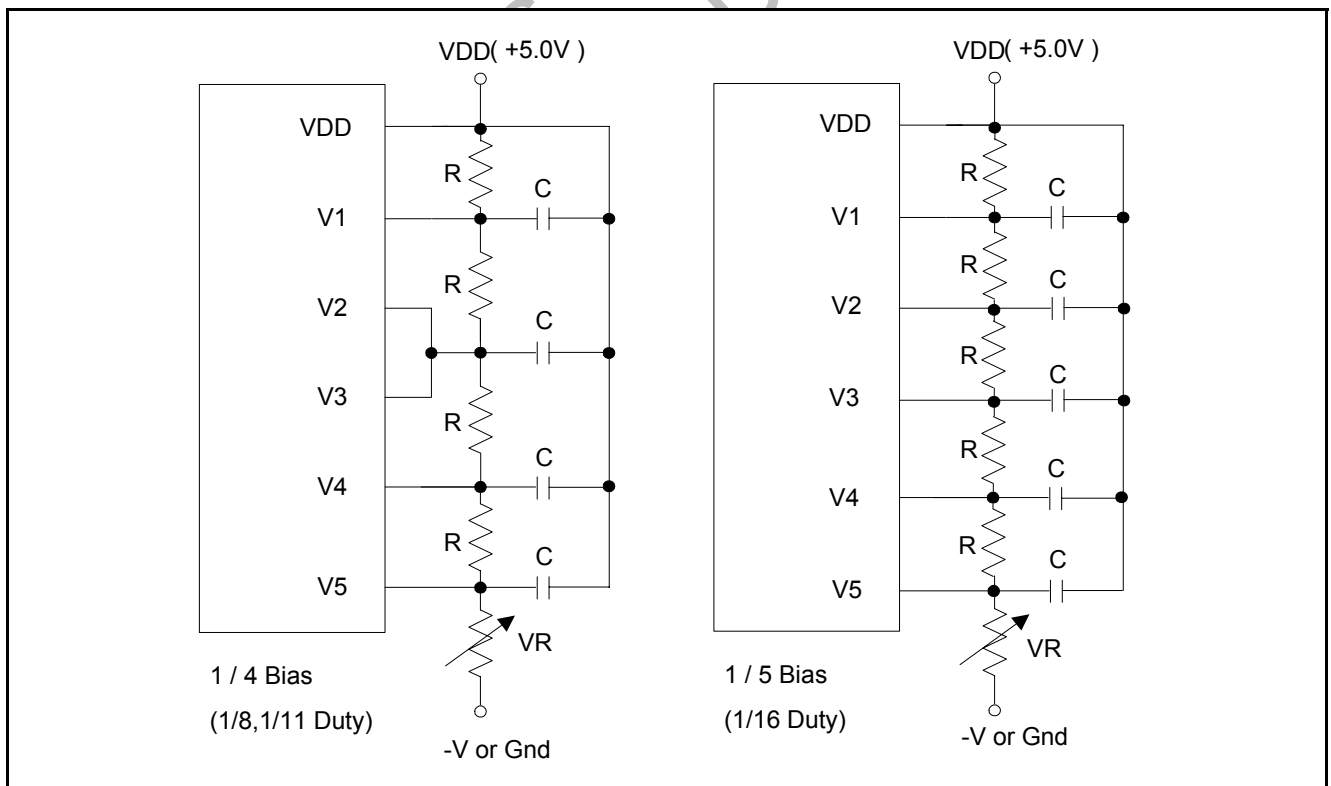 VDD( +5.0V )
VDD
R
C
V1
R
V2
C
V3
R
C
V4
R
C
V5
VR
1 / 4 Bias
(1/8,1/11 Duty)
-V or Gnd
VDD( +5.0V )
VDD
R
C
V1
R
C
V2
R
C
V3
R
C
V4
R
C
V5
VR
1 / 5 Bias
(1/16 Duty)
-V or Gnd